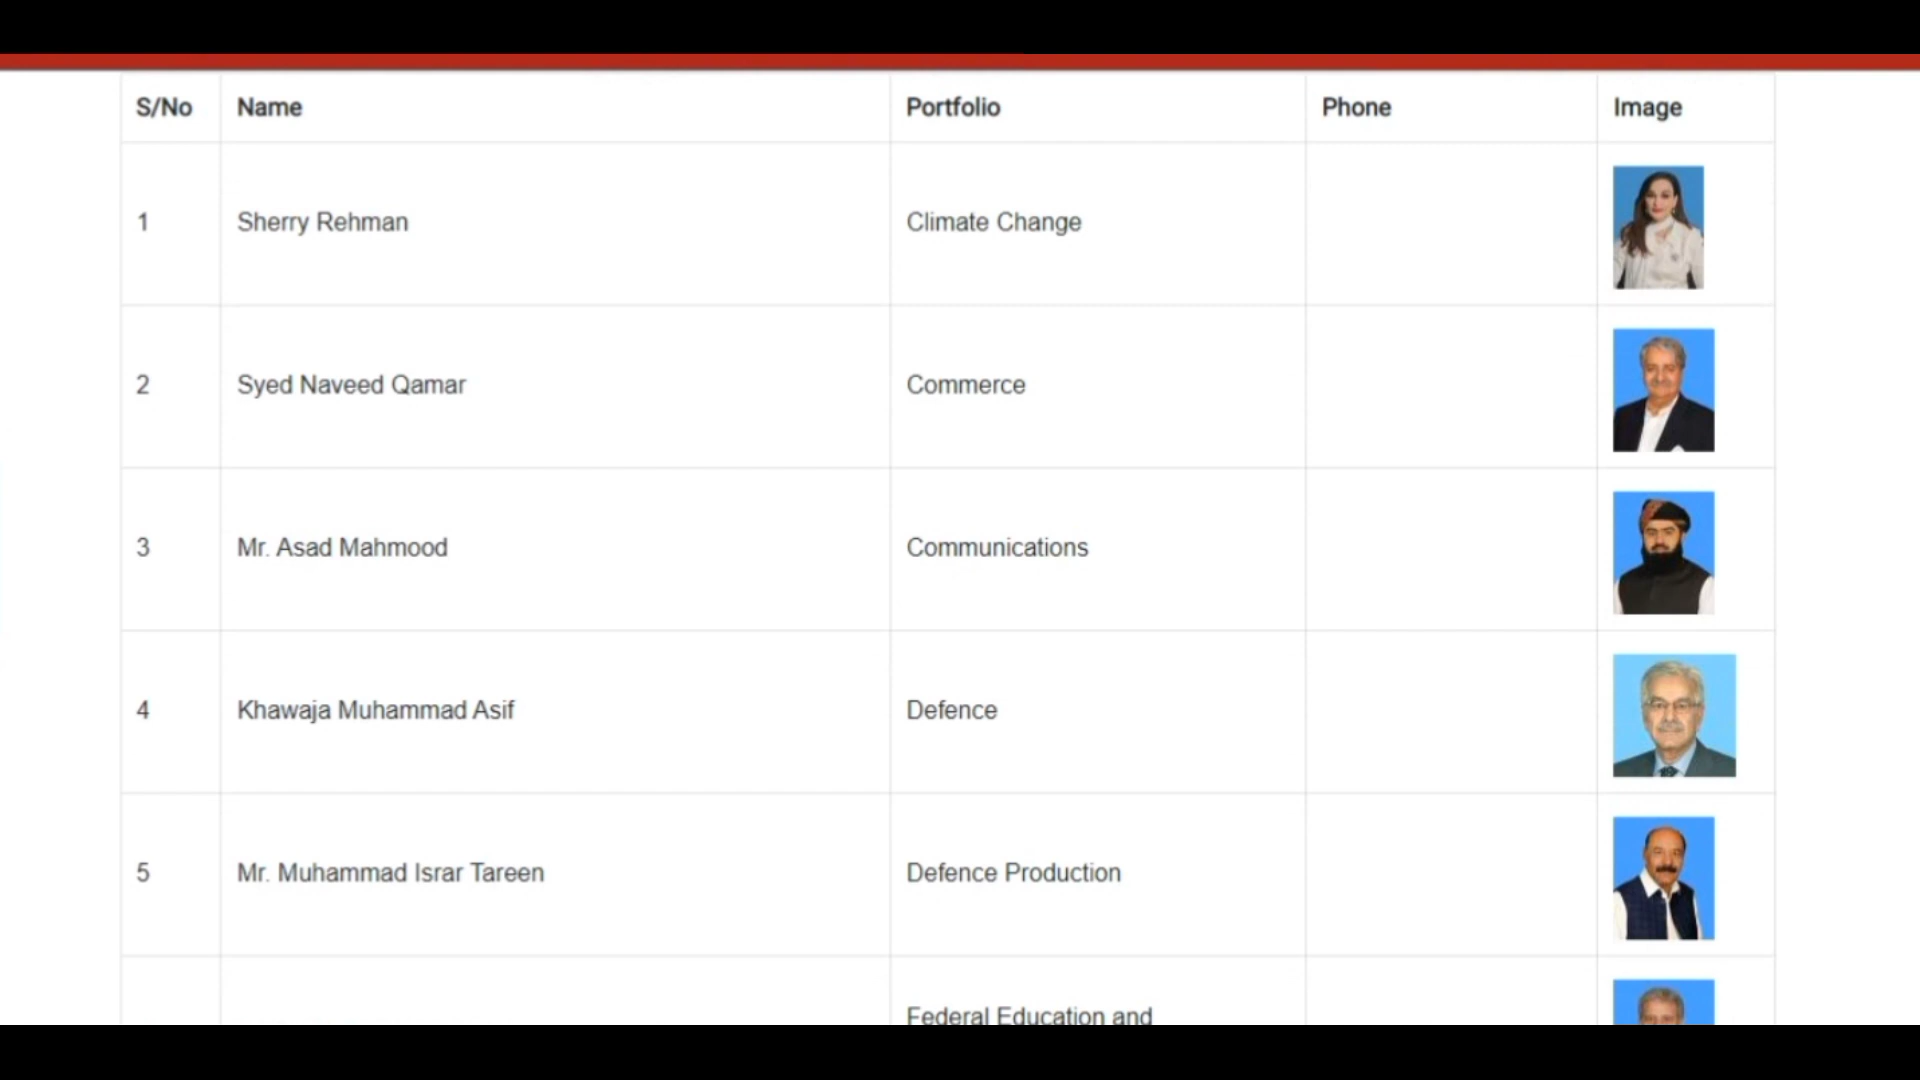 S/No Name Portfolio Phone Image
1 Sherry Rehman Climate Change
2 Syed Naveed Qamar Commerce
3 Mr. Asad Mahmood Communications
4 Khawaja Muhammad Asif Defence
5 Mr. Muhammad Israr Tareen Defence Production
Federal Education and